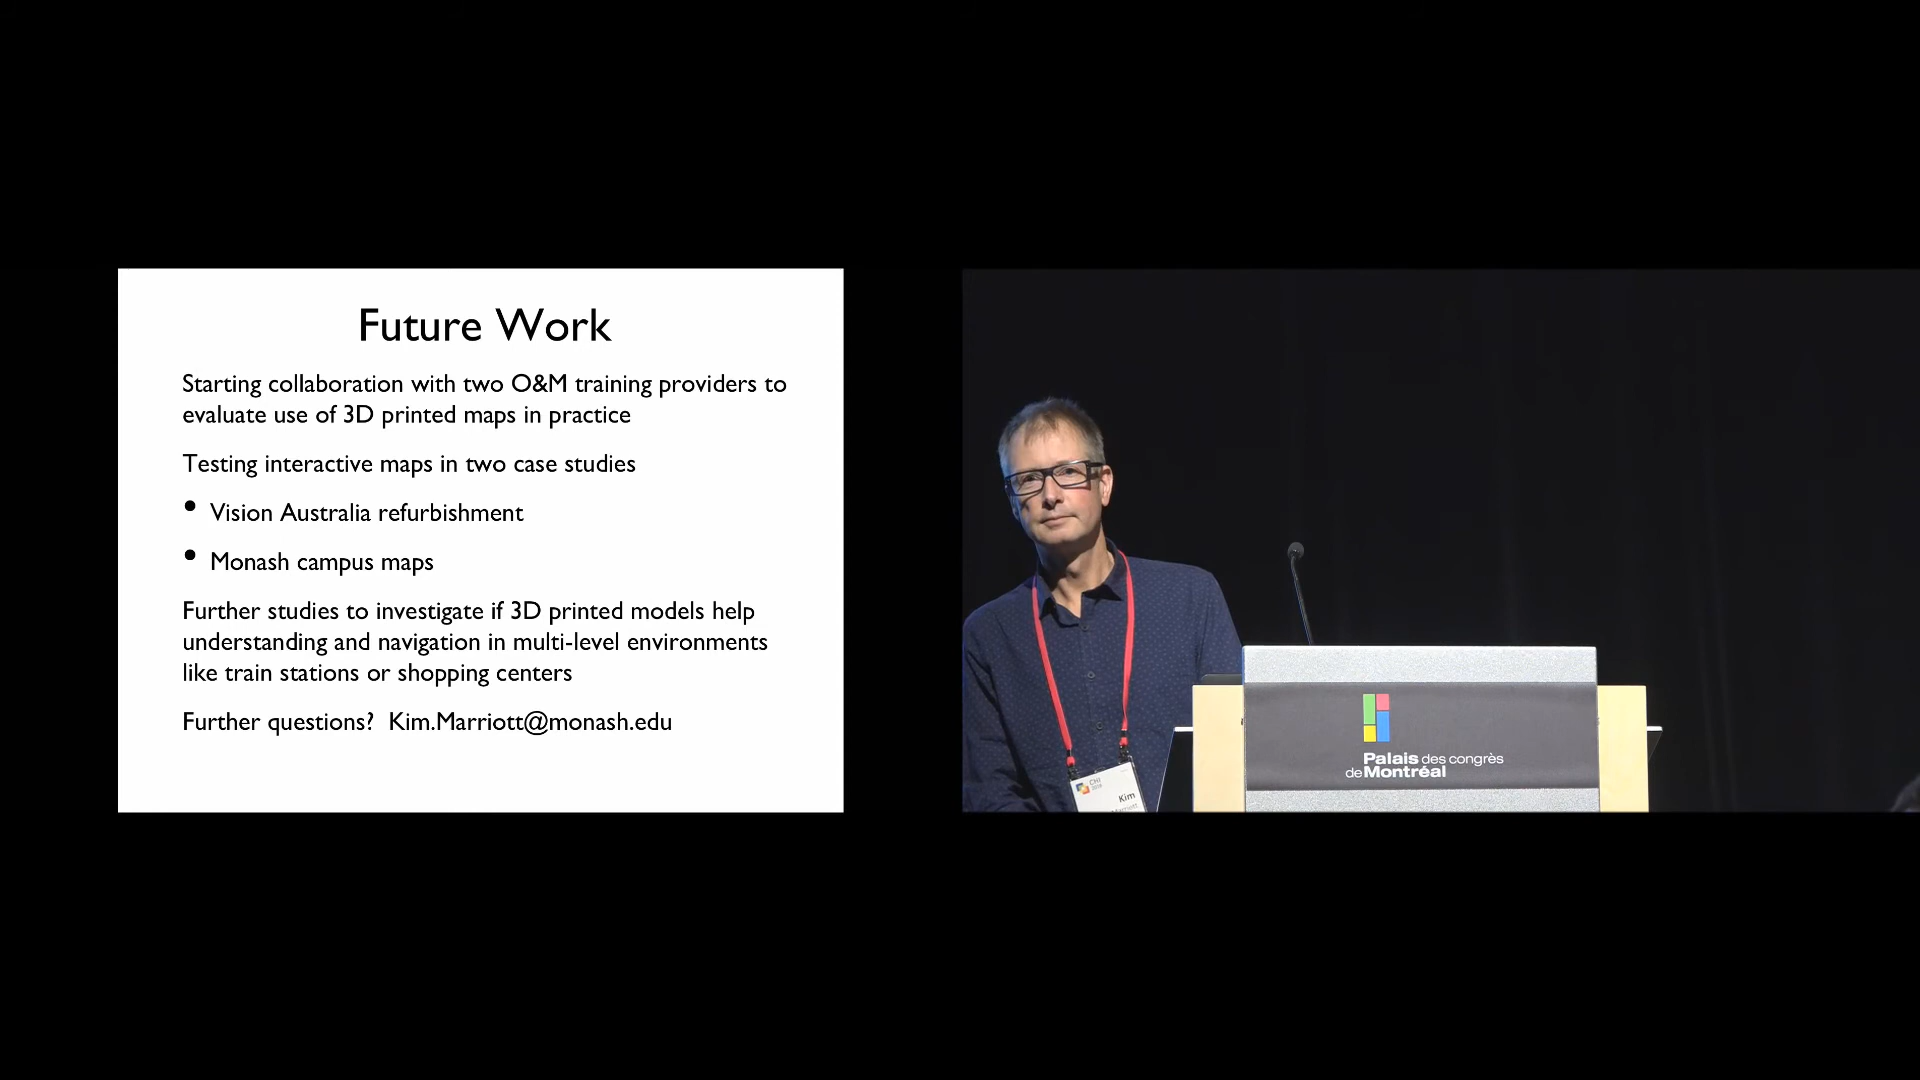 Future Work
Starting collaboration with two O&M training providers to
evaluate use of 3D printed maps in practice
Testing interactive maps in two case studies
• Vision Australia refurbishment
• Monash campus maps
Further studies to investigate if 3D printed models help
understanding and navigation in multi-level environments
like train stations or shopping centers
Further questions? Kim.Marriott@monash.edu
CHI
Kim
Marriott
Palais des congrès
de Montréal